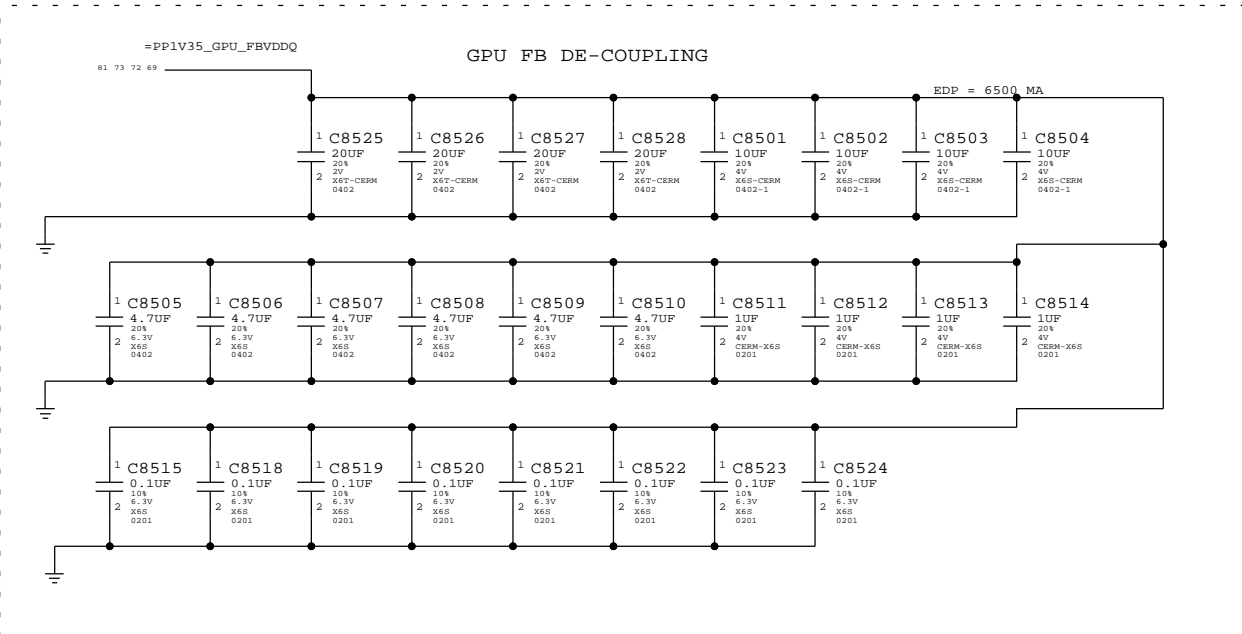 =PP1V35_GPU_FBVDDQ
GPU FB DE-COUPLING
81 73 72 69
EDP = 6500 MA
1 C8525 20UF 20% 2V X6T-CERM 0402 2
1 C8526 20UF 20% 2V X6T-CERM 0402 2
1 C8527 20UF 20% 2V X6T-CERM 0402 2
1 C8528 20UF 20% 2V X6T-CERM 0402 2
1 C8501 10UF 20% 4V X6S-CERM 0402-1 2
1 C8502 10UF 20% 4V X6S-CERM 0402-1 2
1 C8503 10UF 20% 4V X6S-CERM 0402-1 2
1 C8504 10UF 20% 4V X6S-CERM 0402-1 2
1 C8505 4.7UF 20% 6.3V X6S 0402 2
1 C8506 4.7UF 20% 6.3V X6S 0402 2
1 C8507 4.7UF 20% 6.3V X6S 0402 2
1 C8508 4.7UF 20% 6.3V X6S 0402 2
1 C8509 4.7UF 20% 6.3V X6S 0402 2
1 C8510 4.7UF 20% 6.3V X6S 0402 2
1 C8511 1UF 20% 4V CERM-X6S 0201 2
1 C8512 1UF 20% 4V CERM-X6S 0201 2
1 C8513 1UF 20% 4V CERM-X6S 0201 2
1 C8514 1UF 20% 4V CERM-X6S 0201 2
1 C8515 0.1UF 10% 6.3V X6S 0201 2
1 C8518 0.1UF 10% 6.3V X6S 0201 2
1 C8519 0.1UF 10% 6.3V X6S 0201 2
1 C8520 0.1UF 10% 6.3V X6S 0201 2
1 C8521 0.1UF 10% 6.3V X6S 0201 2
1 C8522 0.1UF 10% 6.3V X6S 0201 2
1 C8523 0.1UF 10% 6.3V X6S 0201 2
1 C8524 0.1UF 10% 6.3V X6S 0201 2